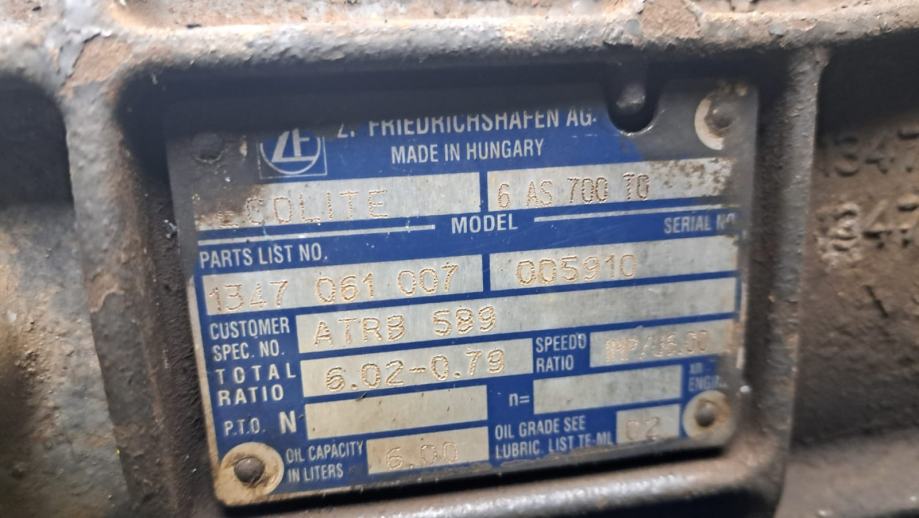 ZF
FRIEDRICHSHAFEN AG.
MADE IN HUNGARY
6 AS 700 TO
MODEL
SERIAL NO
PARTS LIST NO.
1347 061 007 005910
CUSTOMER SPEC. NO. ATRB 589
TOTAL RATIO 6.02-0.79
SPEEDO RATIO
P.T.O. N n=
OIL CAPACITY IN LITERS 6,00
OIL GRADE SEE LUBRIC. LIST TE-ML 02
1347